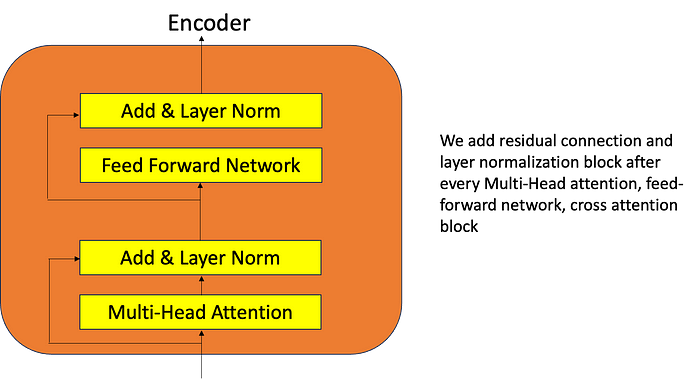 Encoder
Add & Layer Norm
Feed Forward Network
Add & Layer Norm
Multi-Head Attention
We add residual connection and
layer normalization block after
every Multi-Head attention, feed-
forward network, cross attention
block